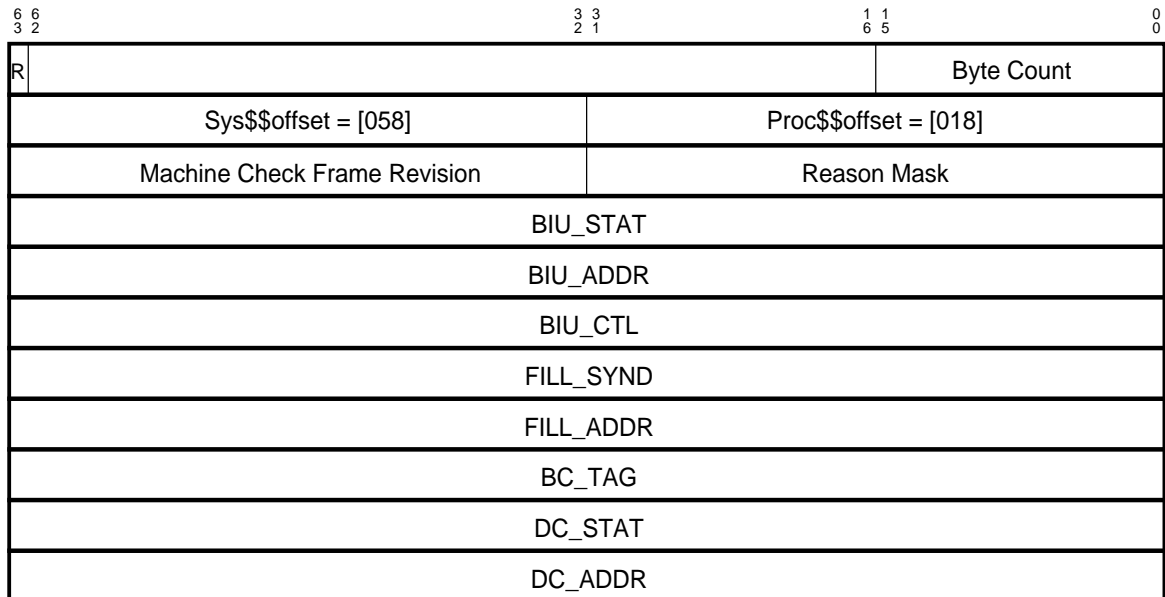 6 6 3 3 1 1 0
3 2 2 1 6 5 0
R Byte Count
Sys$$offset = [058] Proc$$offset = [018]
Machine Check Frame Revision Reason Mask
BIU_STAT
BIU_ADDR
BIU_CTL
FILL_SYND
FILL_ADDR
BC_TAG
DC_STAT
DC_ADDR